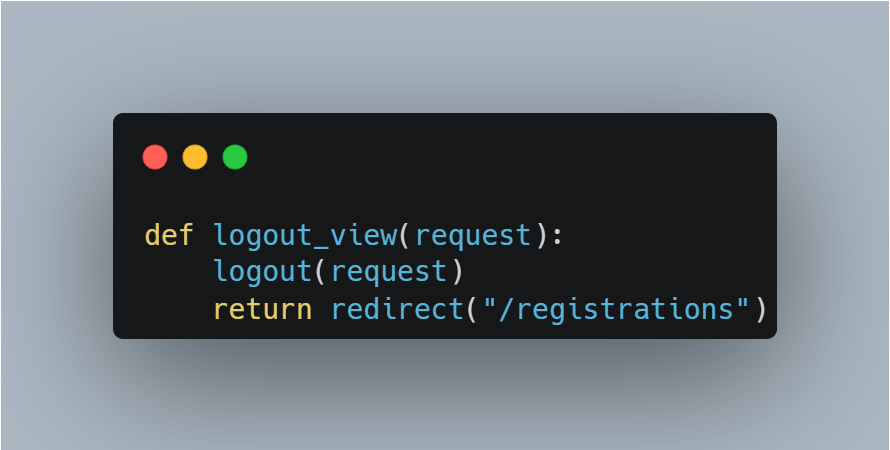 def logout_view(request):
    logout(request)
    return redirect("/registrations")